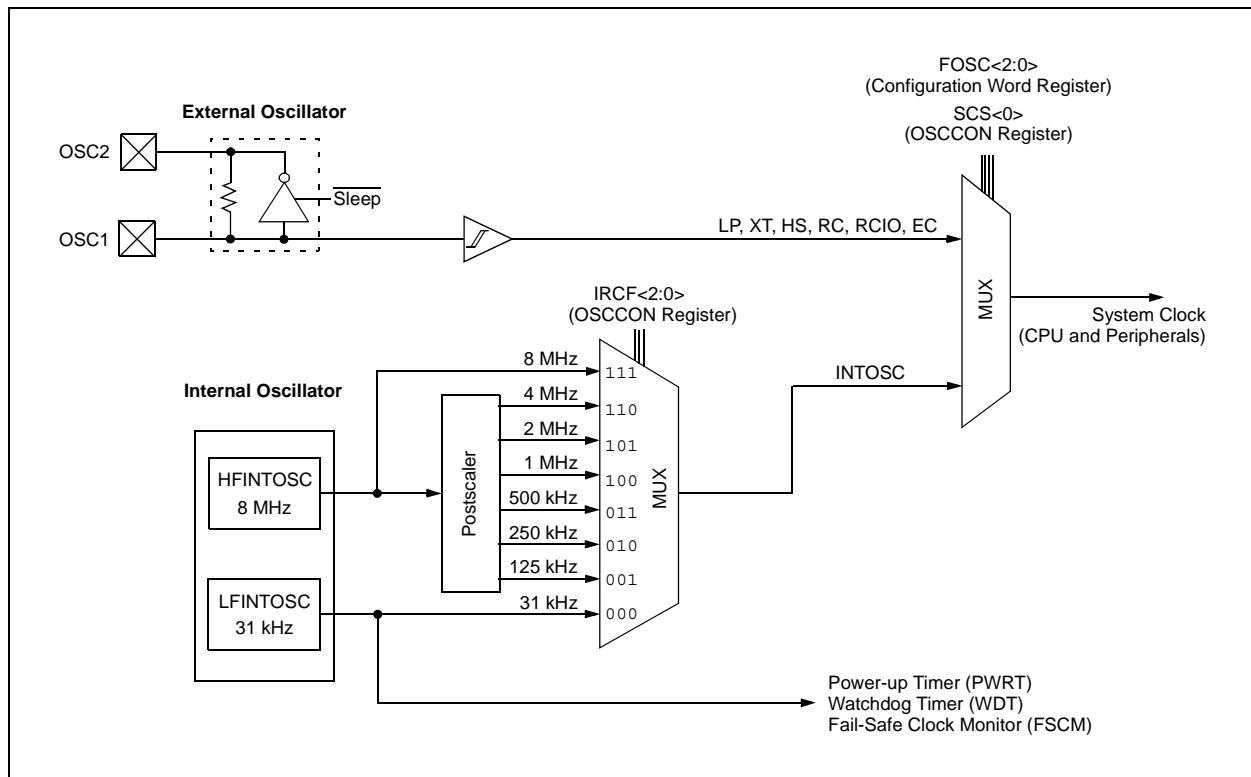 FOSC<2:0>
(Configuration Word Register)
SCS<0>
(OSCCON Register)
External Oscillator
OSC2
Sleep
OSC1
LP, XT, HS, RC, RCIO, EC
IRCF<2:0>
(OSCCON Register)
MUX
System Clock
(CPU and Peripherals)
8 MHz
111
INTOSC
Internal Oscillator
4 MHz
110
2 MHz
101
HFINTOSC
8 MHz
Postscaler
1 MHz
100
MUX
500 kHz
011
250 kHz
010
125 kHz
001
LFINTOSC
31 kHz
31 kHz
000
Power-up Timer (PWRT)
Watchdog Timer (WDT)
Fail-Safe Clock Monitor (FSCM)